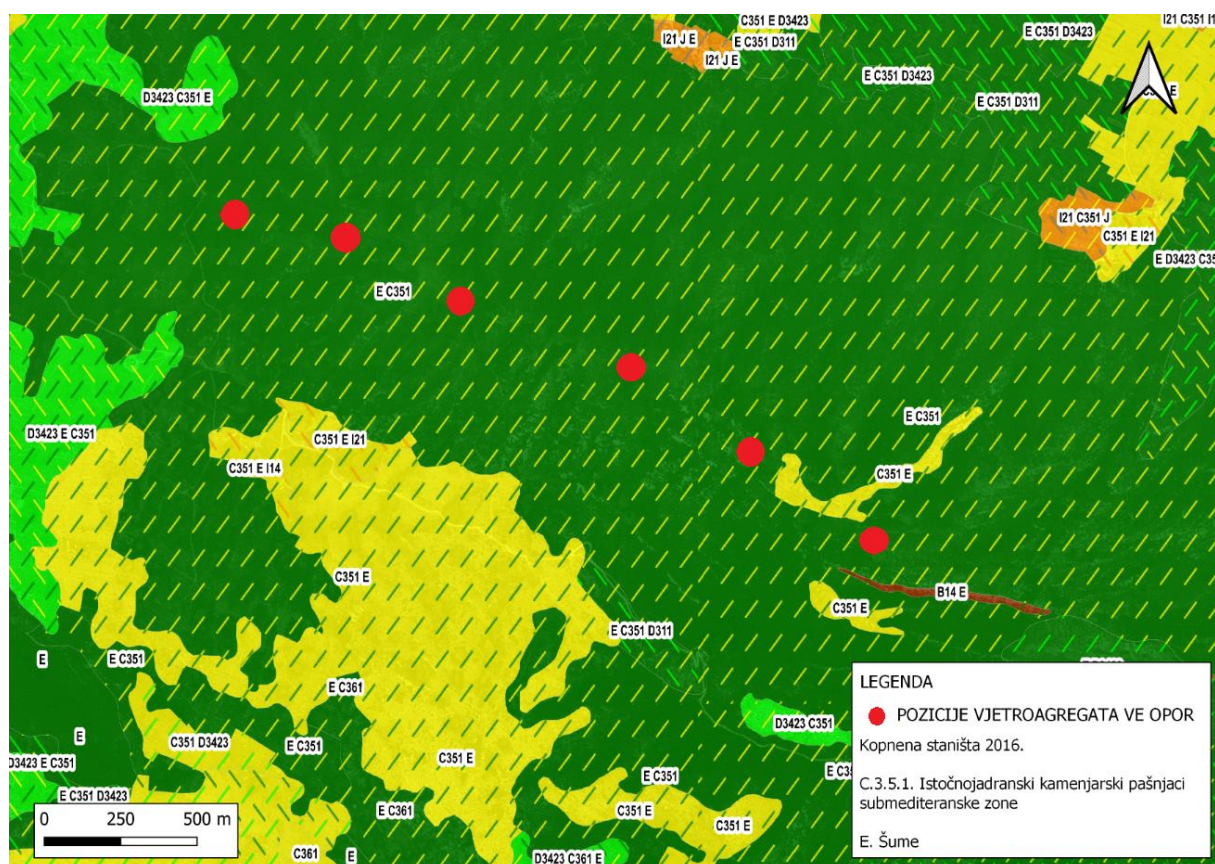 C351 E D3423
I21 C351 I1
I21 J E
E C351 D311
E C351 D3423
I21 J E
E C351 D3423
D3423 C351 E
E C351 D311
I21 C351 J
C351 E I21
E D3423 C35
E C351
E C351
D3423 E C351
C351 E I21
C351 E I14
C351 E
C351 E
B14 E
C351 E
E C351 D311
E
E C351
E C361
D3423 C351
E
C351 D3423
E C351
C351 E
D3423 E C351
E C351
E C351 D3423
E C361
C351 E
C351 E
C361
E
D3423 C361 E
LEGENDA
POZICIJE VJETROAGREGATA VE OPOR
Kopnena staništa 2016.
C.3.5.1. Istočnojadranski kamenjarski pašnjaci
submediteranske zone
E. Šume
0 250 500 m